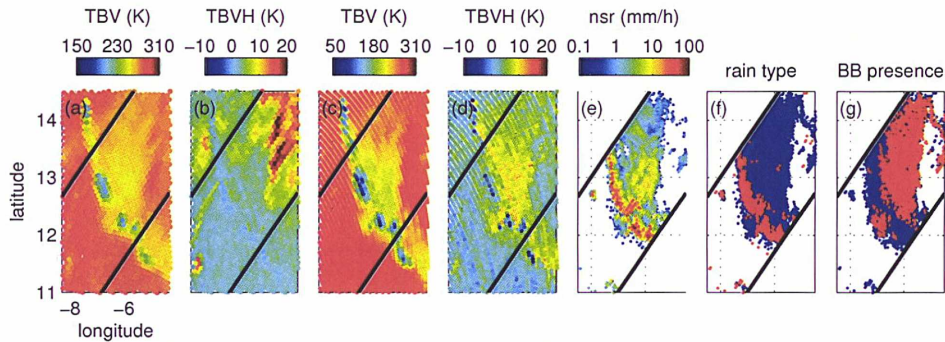 TBV (K) TBVH (K) TBV (K) TBVH (K) nsr (mm/h)
150 230 310 −10 0 10 20 50 180 310 −10 0 10 20 0.1 1 10 100
rain type BB presence
(a) (b) (c) (d) (e) (f) (g)
14
13
12
11
latitude
−8 −6
longitude